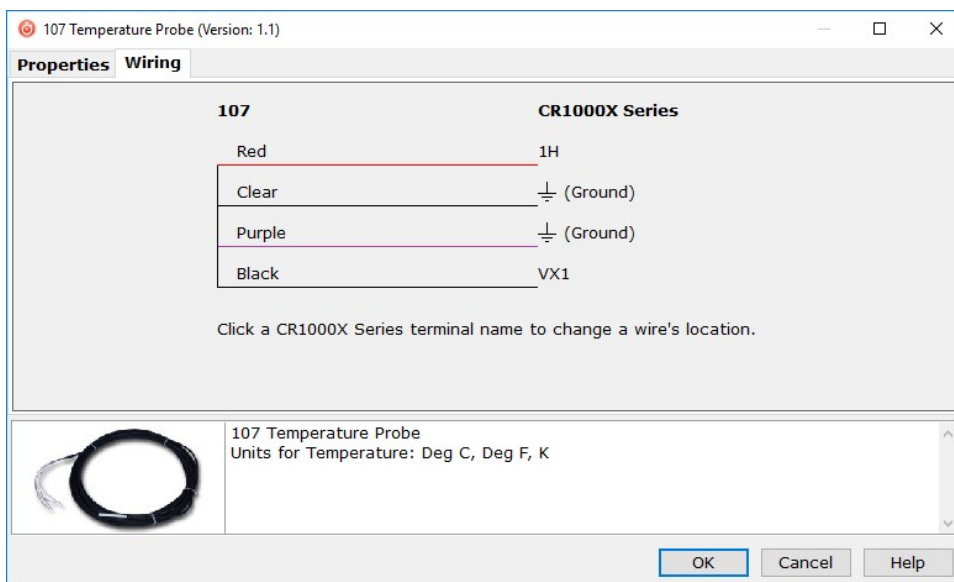 107 Temperature Probe (Version: 1.1)
Properties Wiring
107 CR1000X Series
Red 1H
Clear (Ground)
Purple (Ground)
Black VX1
Click a CR1000X Series terminal name to change a wire's location.
107 Temperature Probe
Units for Temperature: Deg C, Deg F, K
OK Cancel Help